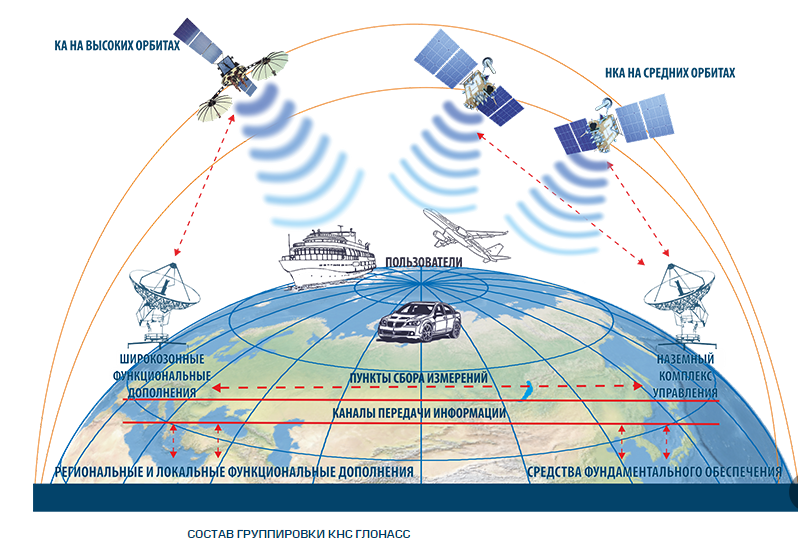 КА НА ВЫСОКИХ ОРБИТАХ
НКА НА СРЕДНИХ ОРБИТАХ
ПОЛЬЗОВАТЕЛИ
ШИРОКОЗОННЫЕ
ФУНКЦИОНАЛЬНЫЕ
ДОПОЛНЕНИЯ
НАЗЕМНЫЙ
КОМПЛЕКС
УПРАВЛЕНИЯ
ПУНКТЫ СБОРА ИЗМЕРЕНИЙ
КАНАЛЫ ПЕРЕДАЧИ ИНФОРМАЦИИ
РЕГИОНАЛЬНЫЕ И ЛОКАЛЬНЫЕ ФУНКЦИОНАЛЬНЫЕ ДОПОЛНЕНИЯ
СРЕДСТВА ФУНДАМЕНТАЛЬНОГО ОБЕСПЕЧЕНИЯ
СОСТАВ ГРУППИРОВКИ КНС ГЛОНАСС